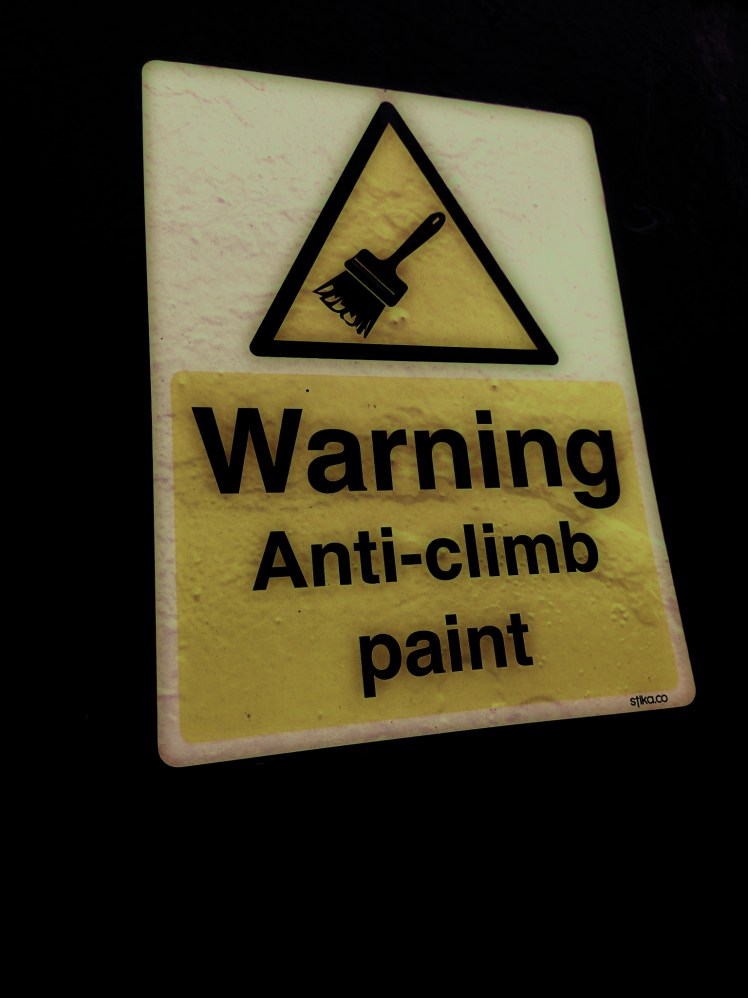 Warning
Anti-climb
paint
stika.co